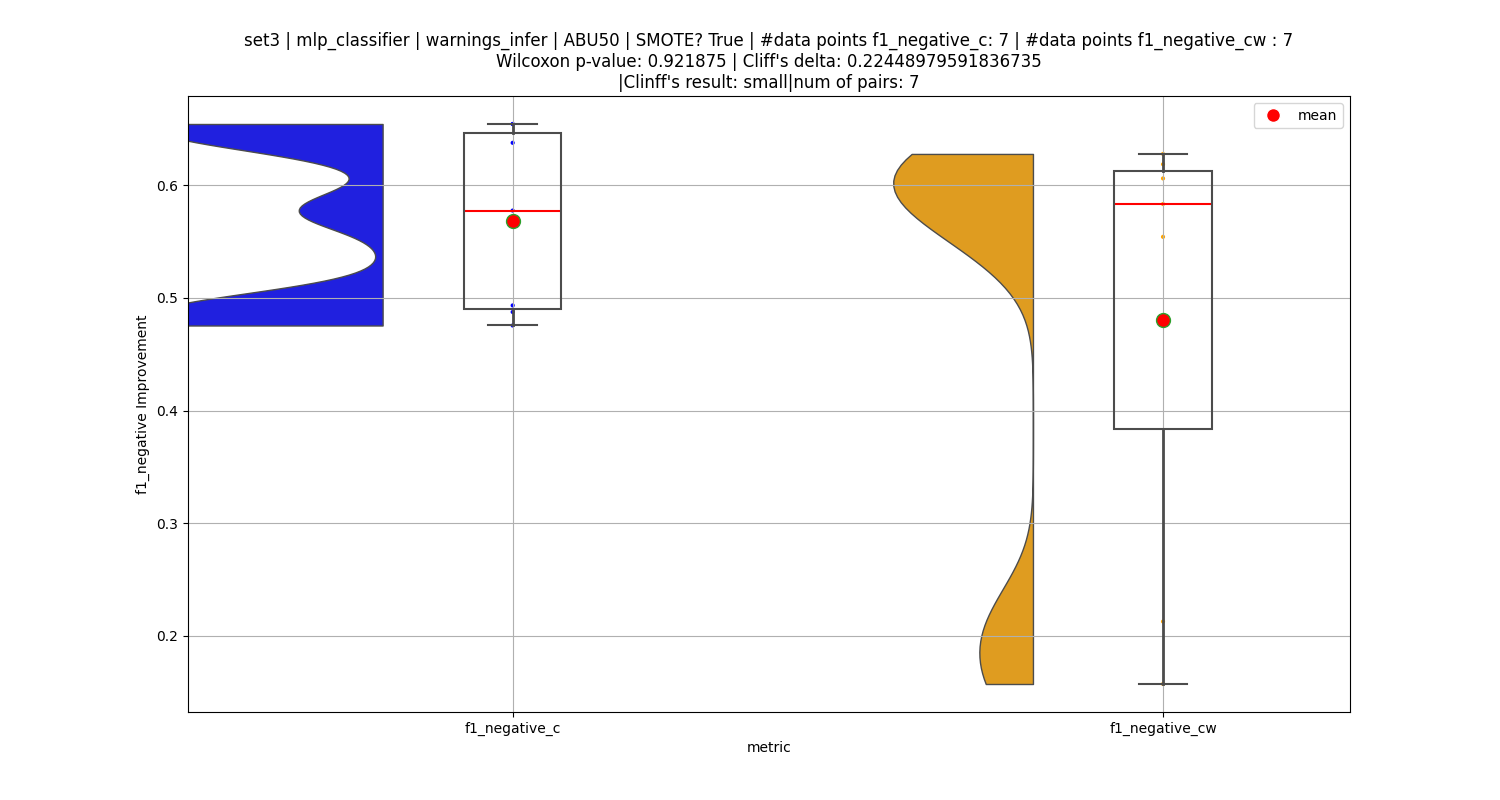 set3 | mlp_classifier | warnings_infer | ABU50 | SMOTE? True | #data points f1_negative_c: 7 | #data points f1_negative_cw : 7
Wilcoxon p-value: 0.921875 | Cliff's delta: 0.22448979591836735
|Clinff's result: small|num of pairs: 7
mean
0.6
0.5
0.4
0.3
0.2
f1_negative Improvement
f1_negative_c
f1_negative_cw
metric